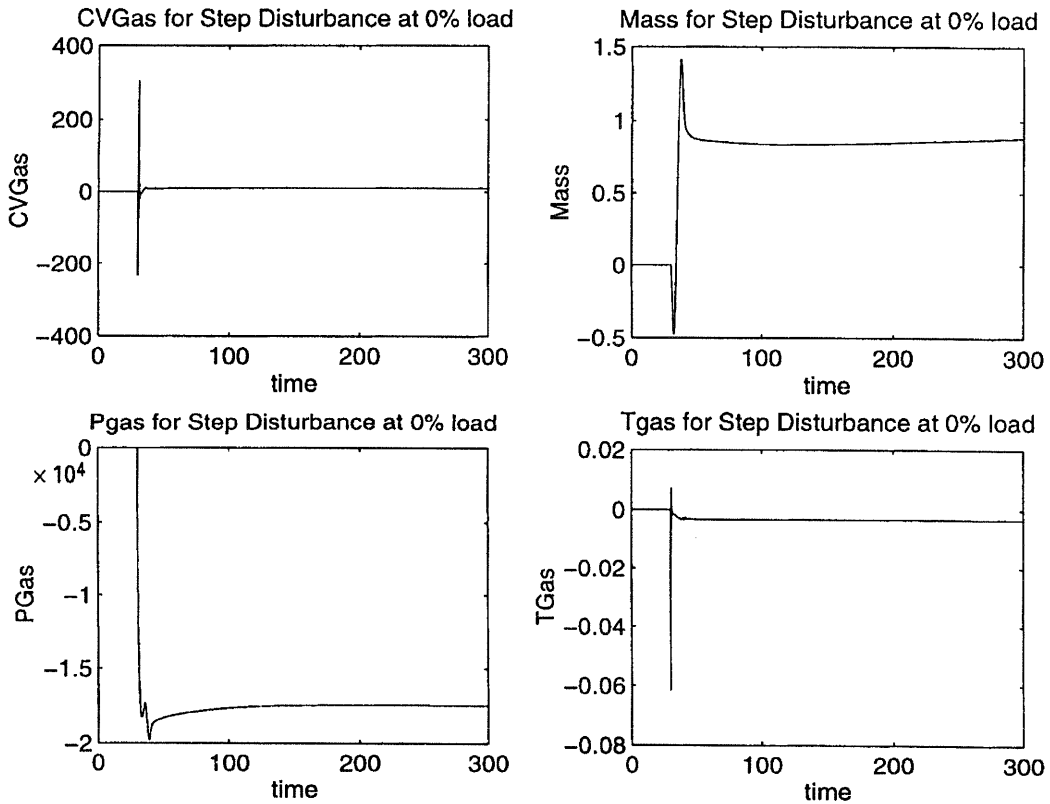 CVGas for Step Disturbance at 0% load
400
200
0
−200
−400
CVGas
0 100 200 300
time
Mass for Step Disturbance at 0% load
1.5
1
0.5
0
−0.5
Mass
0 100 200 300
time
Pgas for Step Disturbance at 0% load
0
× 10⁴
−0.5
−1
−1.5
−2
PGas
0 100 200 300
time
Tgas for Step Disturbance at 0% load
0.02
0
−0.02
−0.04
−0.06
−0.08
TGas
0 100 200 300
time